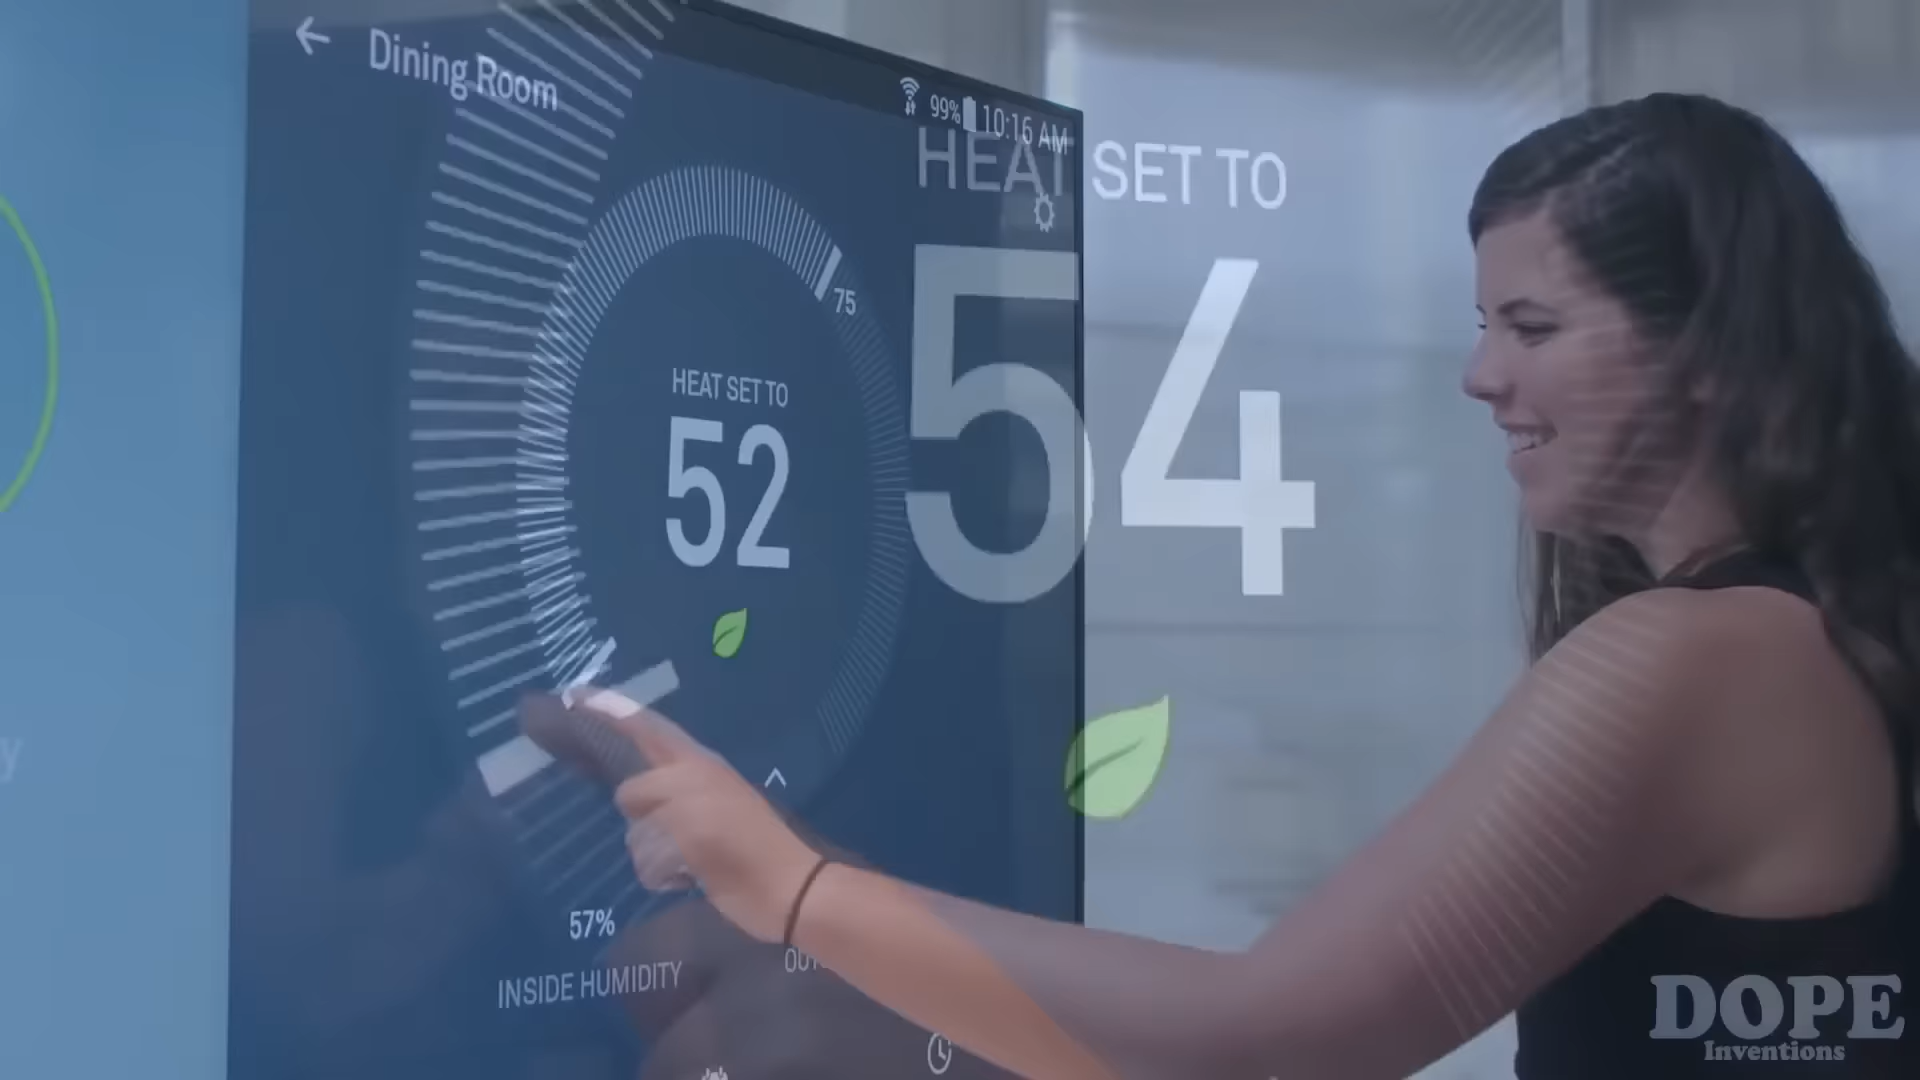 Dining Room
99%
10:16 AM
HEAT SET TO
54
75
HEAT SET TO
52
57%
INSIDE HUMIDITY
DOPE
Inventions